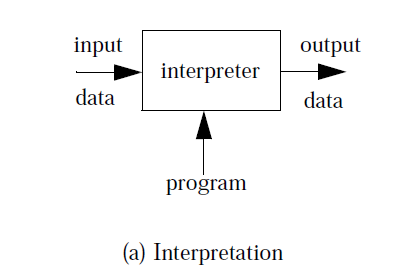 input
data
interpreter
output
data
program
(a) Interpretation